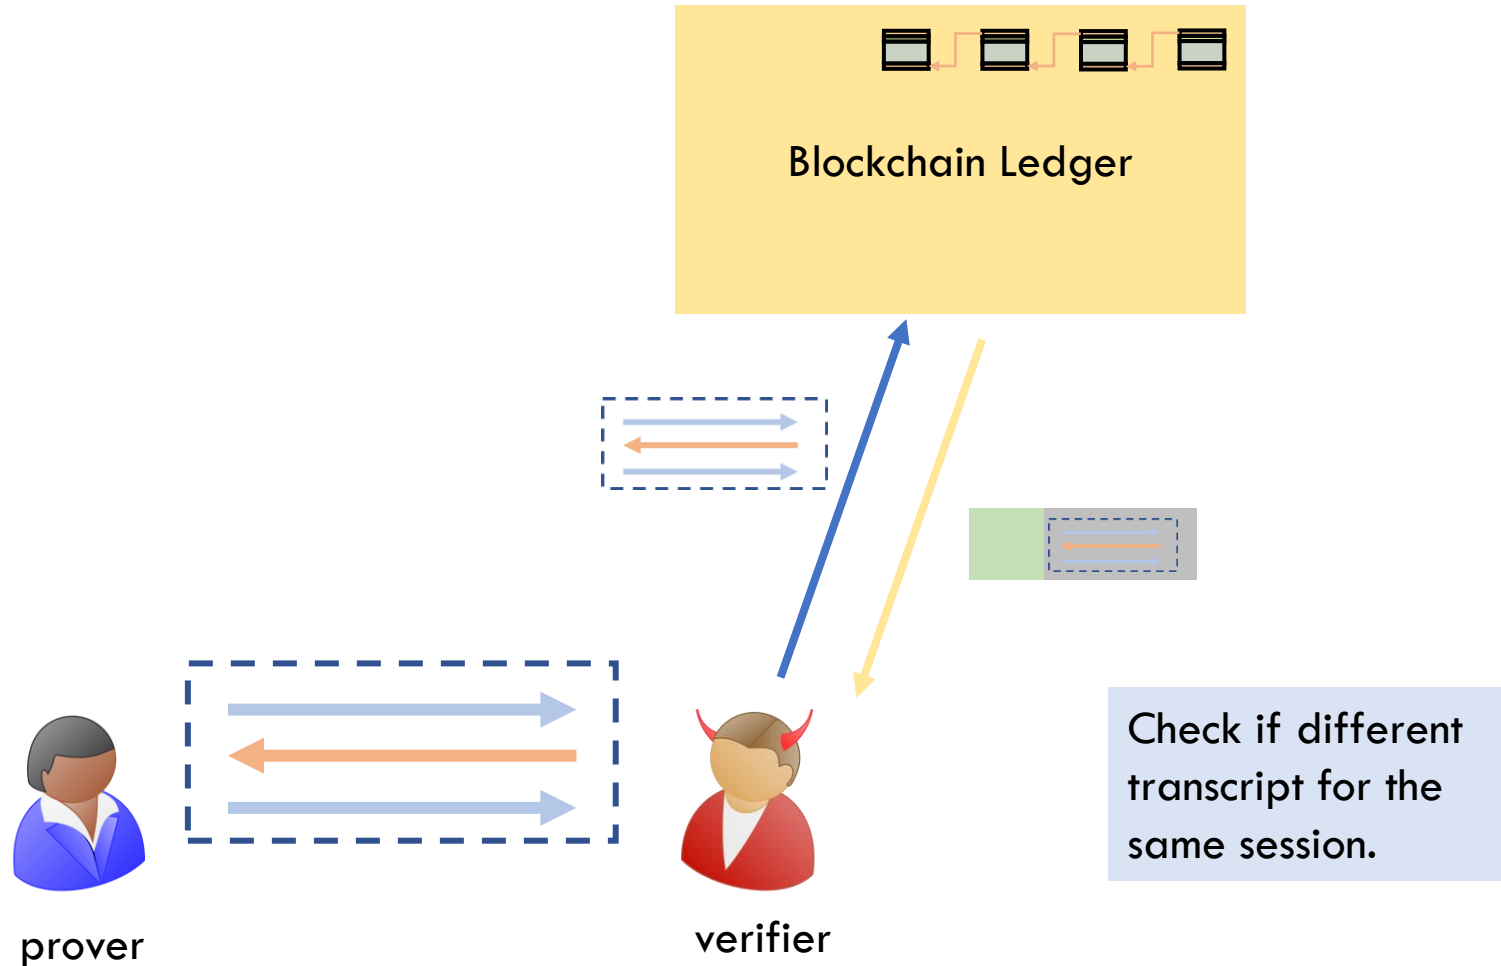 Blockchain Ledger
Check if different
transcript for the
same session.
prover
verifier